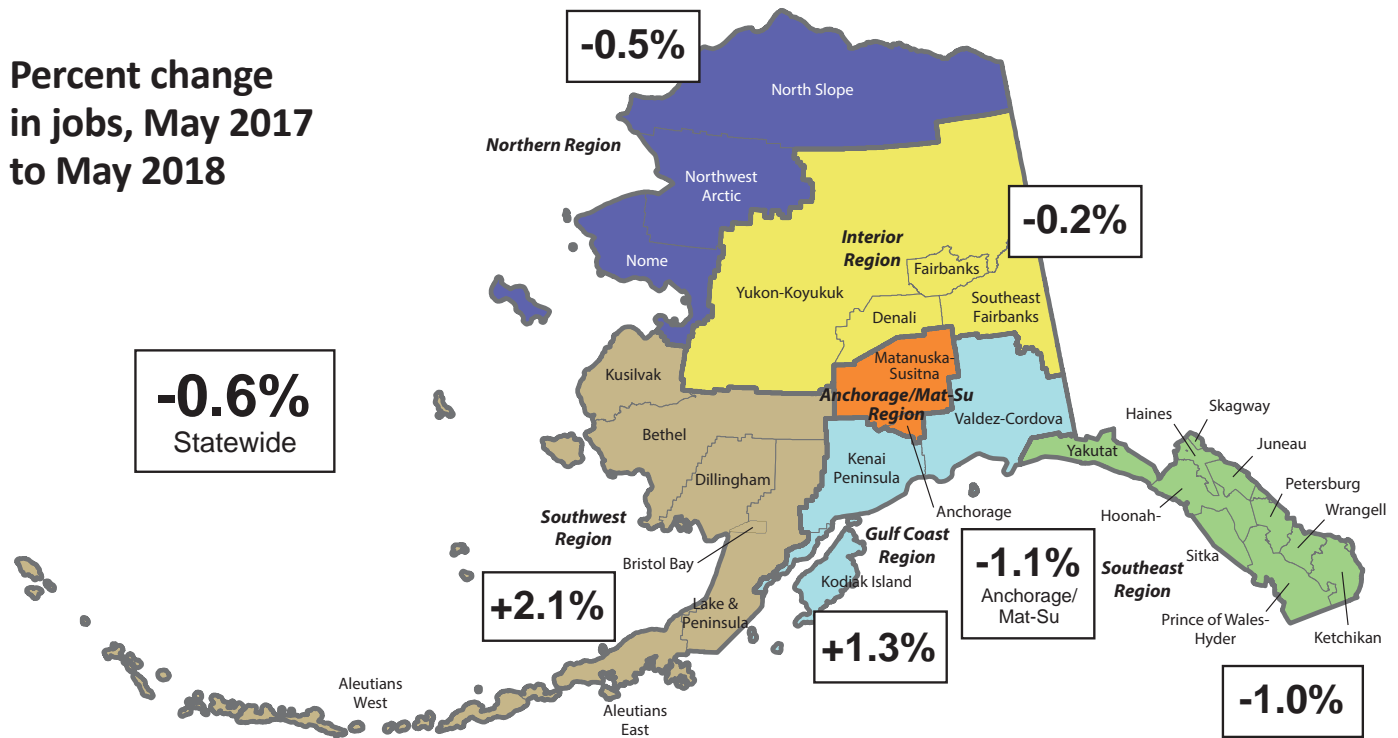 Percent change
in jobs, May 2017
to May 2018
-0.5%
North Slope
Northern Region
Northwest
Arctic
-0.2%
Interior
Region
Nome
Fairbanks
Yukon-Koyukuk
Southeast
Fairbanks
Denali
-0.6%
Statewide
Kusilvak
Matanuska-
Susitna
Anchorage/Mat-Su
Region
Valdez-Cordova
Haines
Skagway
Bethel
Yakutat
Juneau
Kenai
Peninsula
Dillingham
Petersburg
Anchorage
Hoonah-
Wrangell
Southwest
Region
Gulf Coast
Region
Bristol Bay
Sitka
-1.1%
Anchorage/
Mat-Su
Southeast
Region
Kodiak Island
+2.1%
Lake &
Peninsula
Prince of Wales-
Hyder
Ketchikan
+1.3%
Aleutians
West
Aleutians
East
-1.0%